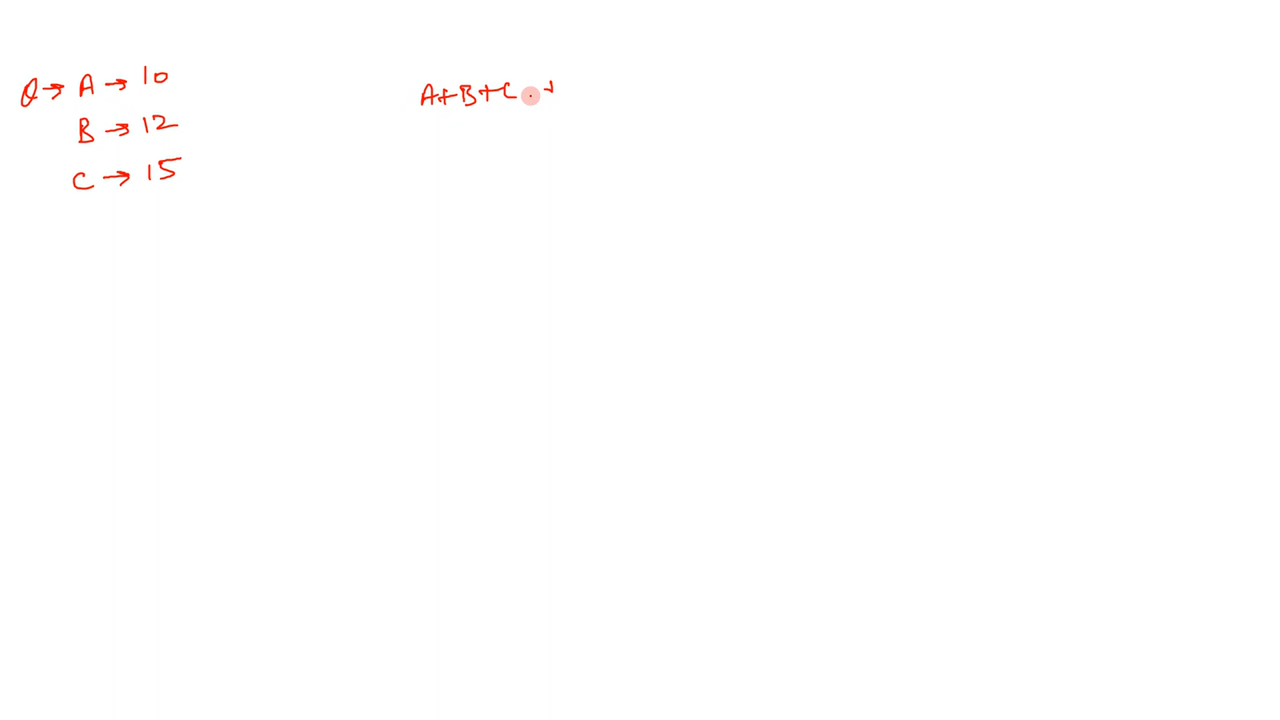 Q → A → 10
B → 12
C → 15
A+B+C